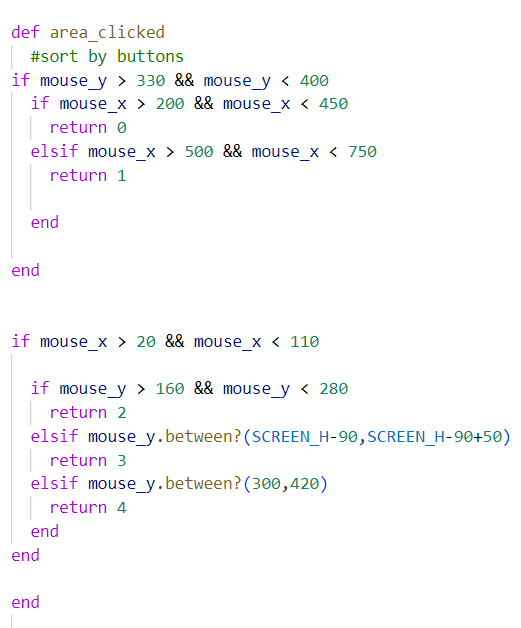 def area_clicked
#sort by buttons
if mouse_y > 330 && mouse_y < 400
if mouse_x > 200 && mouse_x < 450
return 0
elsif mouse_x > 500 && mouse_x < 750
return 1
end
end
if mouse_x > 20 && mouse_x < 110
if mouse_y > 160 && mouse_y < 280
return 2
elsif mouse_y.between?(SCREEN_H-90,SCREEN_H-90+50)
return 3
elsif mouse_y.between?(300,420)
return 4
end
end
end